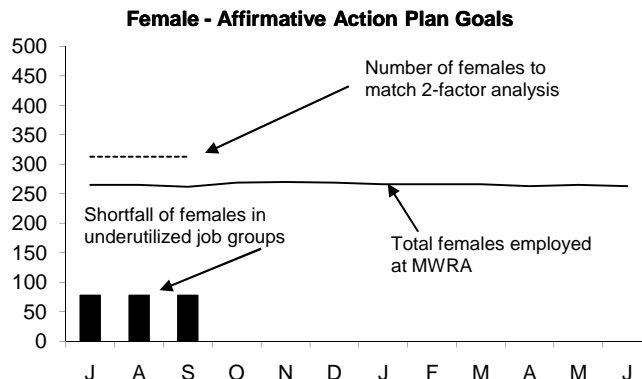 Female - Affirmative Action Plan Goals
500
450
400
350
300
250
200
150
100
50
0
Number of females to
match 2-factor analysis
Shortfall of females in
underutilized job groups
Total females employed
at MWRA
J A S O N D J F M A M J